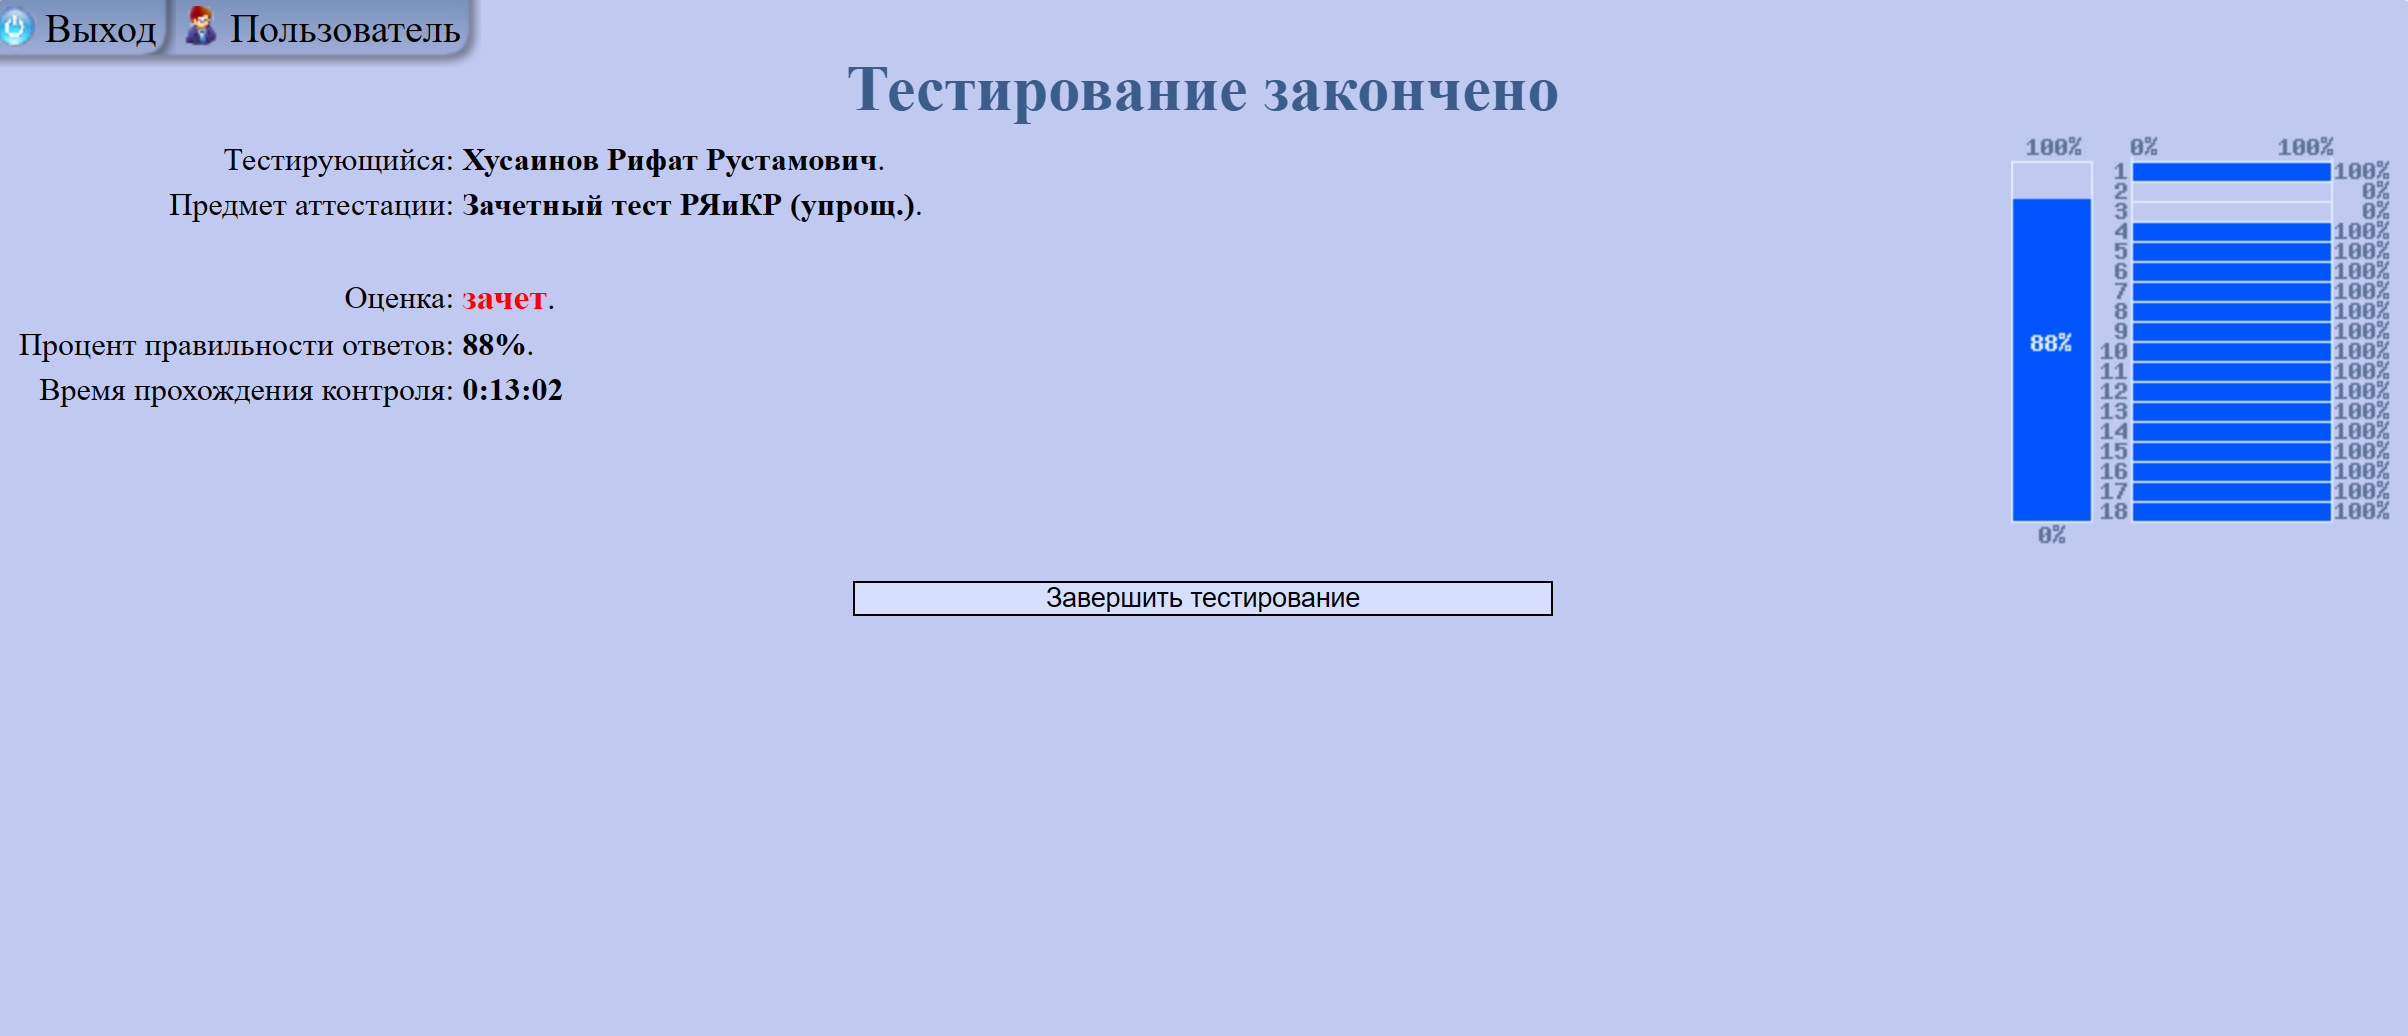 Выход Пользователь
Тестирование закончено
Тестирующийся: Хусаинов Рифат Рустамович.
Предмет аттестации: Зачетный тест РЯиКР (упрощ.).
Оценка: зачет.
Процент правильности ответов: 88%.
Время прохождения контроля: 0:13:02
100%
88%
0%
0% 100%
1 100%
2 0%
3 0%
4 100%
5 100%
6 100%
7 100%
8 100%
9 100%
10 100%
11 100%
12 100%
13 100%
14 100%
15 100%
16 100%
17 100%
18 100%
Завершить тестирование